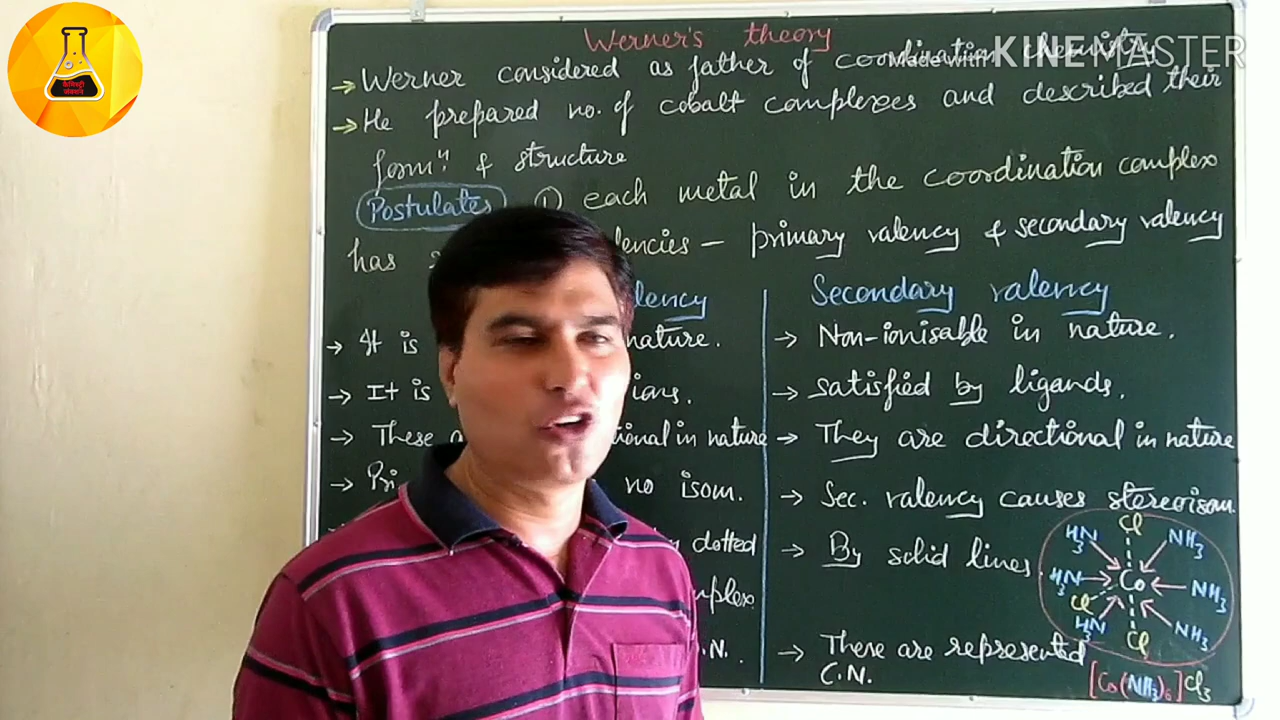 Werner's theory
Made with KINEMASTER
→ Werner considered as father of coordination chemistry
→ He prepared no. of cobalt complexes and described their
formⁿ & structure
Postulates ① each metal in the coordination complex
has lencies – primary valency & secondary valency
lency
Secondary valency
→ It is nature.
→ Non-ionisable in nature.
→ It is ions.
→ satisfied by ligands.
→ These tional in nature
→ They are directional in nature
→ Pri no isom.
→ Sec. valency causes stereoisom.
dotted
→ By solid lines
mplex
.N.
→ There are represented
C.N.
Cl
H₃N NH₃
H₃N Co NH₃
Cl
H₃N Cl NH₃
[Co(NH₃)₆]Cl₃